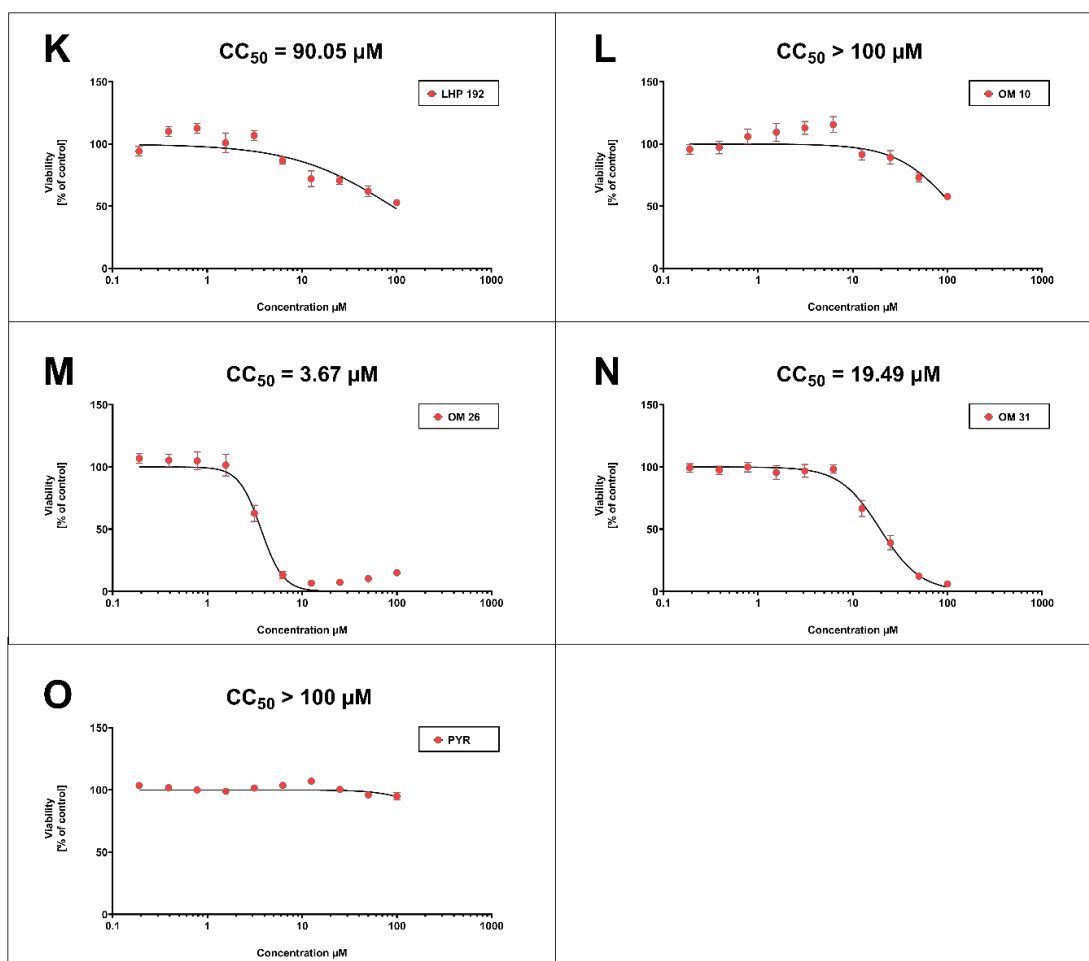 K
CC50 = 90.05 µM
LHP 192
150
100
50
0
Viability
[% of control]
0.1 1 10 100 1000
Concentration µM
L
CC50 > 100 µM
OM 10
150
100
50
0
Viability
[% of control]
0.1 1 10 100 1000
Concentration µM
M
CC50 = 3.67 µM
OM 26
150
100
50
0
Viability
[% of control]
0.1 1 10 100 1000
Concentration µM
N
CC50 = 19.49 µM
OM 31
150
100
50
0
Viability
[% of control]
0.1 1 10 100 1000
Concentration µM
O
CC50 > 100 µM
PYR
150
100
50
0
Viability
[% of control]
0.1 1 10 100 1000
Concentration µM